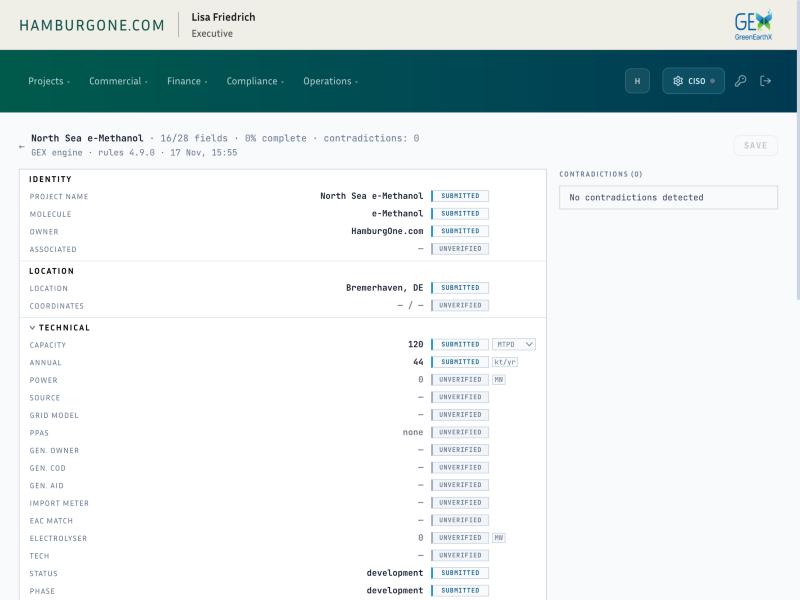 HAMBURGONE.COM
Lisa Friedrich
Executive
GEX
GreenEarthX
Projects
Commercial
Finance
Compliance
Operations
H
CISO
← North Sea e-Methanol · 16/28 fields · 0% complete · contradictions: 0
GEX engine · rules 4.9.0 · 17 Nov, 15:55
SAVE
IDENTITY
PROJECT NAME North Sea e-Methanol SUBMITTED
MOLECULE e-Methanol SUBMITTED
OWNER HamburgOne.com SUBMITTED
ASSOCIATED — UNVERIFIED
LOCATION
LOCATION Bremerhaven, DE SUBMITTED
COORDINATES — / — UNVERIFIED
TECHNICAL
CAPACITY 120 SUBMITTED MTPD
ANNUAL 44 SUBMITTED kt/yr
POWER 0 UNVERIFIED MW
SOURCE — UNVERIFIED
GRID MODEL — UNVERIFIED
PPAS none UNVERIFIED
GEN. OWNER — UNVERIFIED
GEN. COD — UNVERIFIED
GEN. AID — UNVERIFIED
IMPORT METER — UNVERIFIED
EAC MATCH — UNVERIFIED
ELECTROLYSER 0 UNVERIFIED MW
TECH — UNVERIFIED
STATUS development SUBMITTED
PHASE development SUBMITTED
CONTRADICTIONS (0)
No contradictions detected